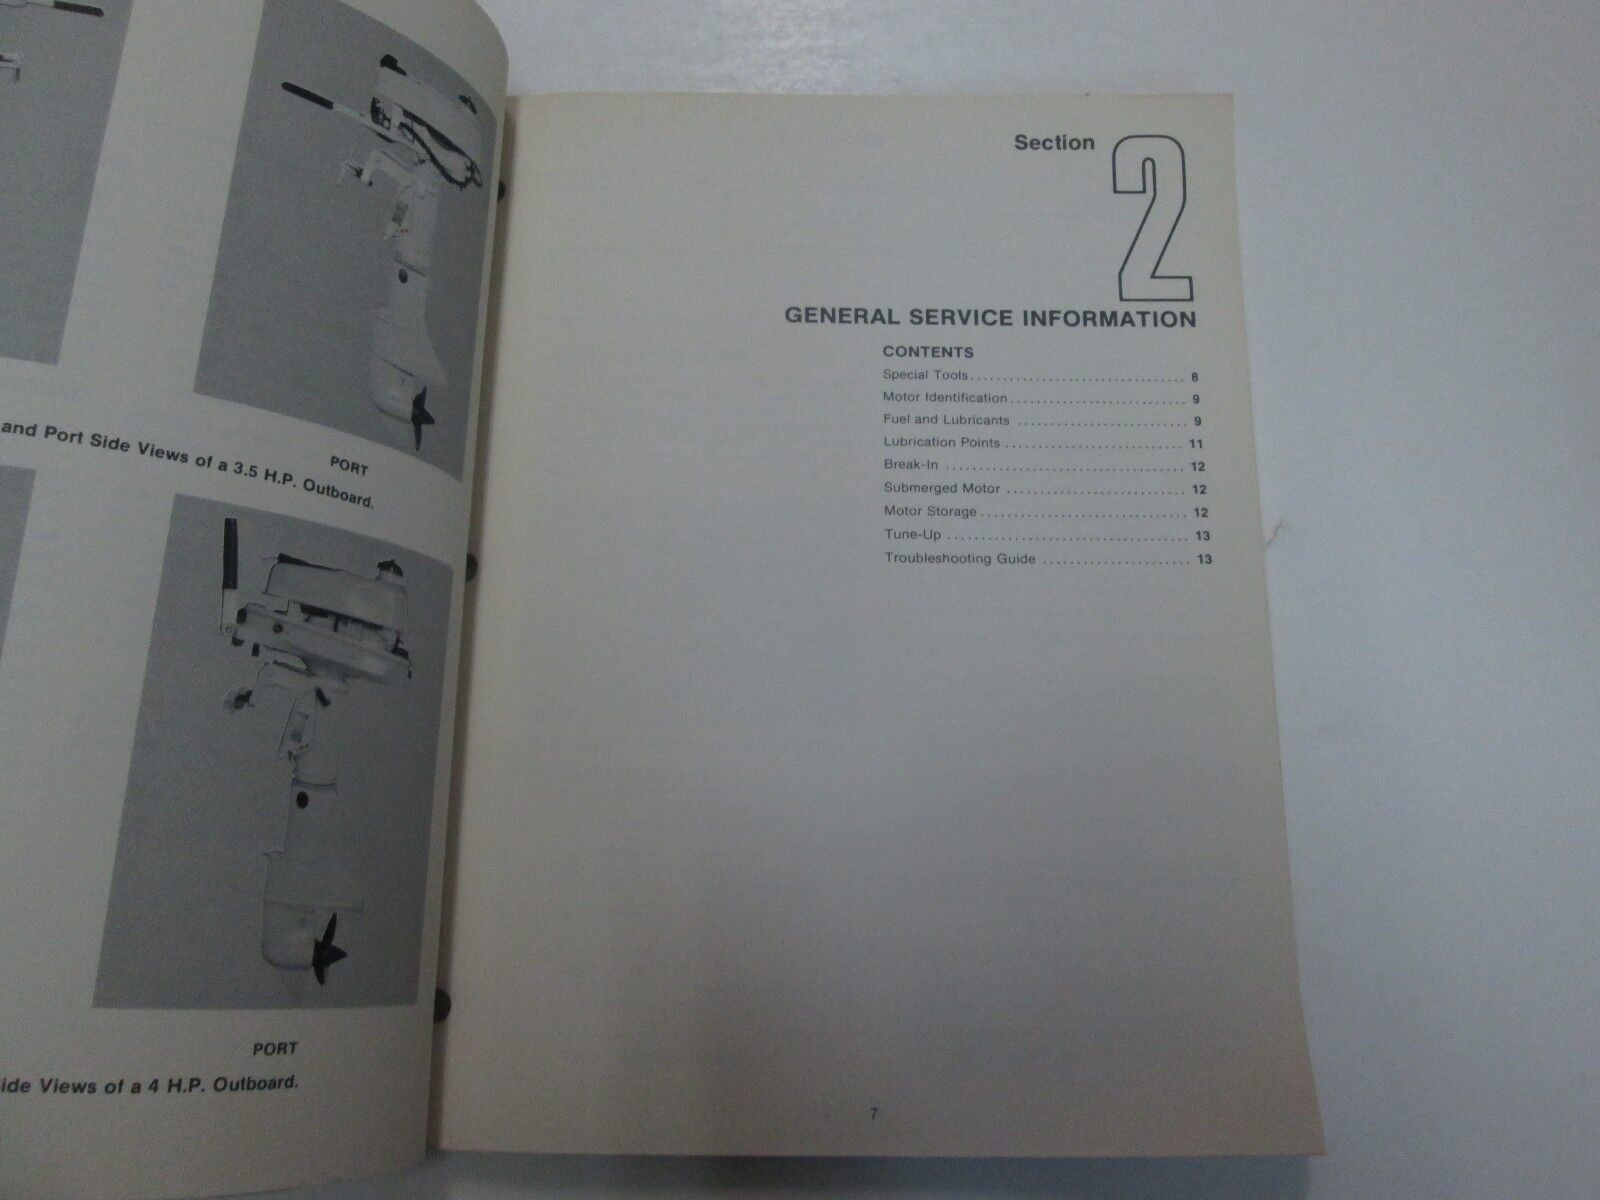 PORT
and Port Side Views of a 3.5 H.P. Outboard.
PORT
Views of a 4 H.P. Outboard.
Section 2
GENERAL SERVICE INFORMATION
CONTENTS
Special Tools................................. 8
Motor Identification........................... 9
Fuel and Lubricants .......................... 9
Lubrication Points ............................ 11
Break-In ..................................... 12
Submerged Motor ............................ 12
Motor Storage................................ 12
Tune-Up ..................................... 13
Troubleshooting Guide ....................... 13
7